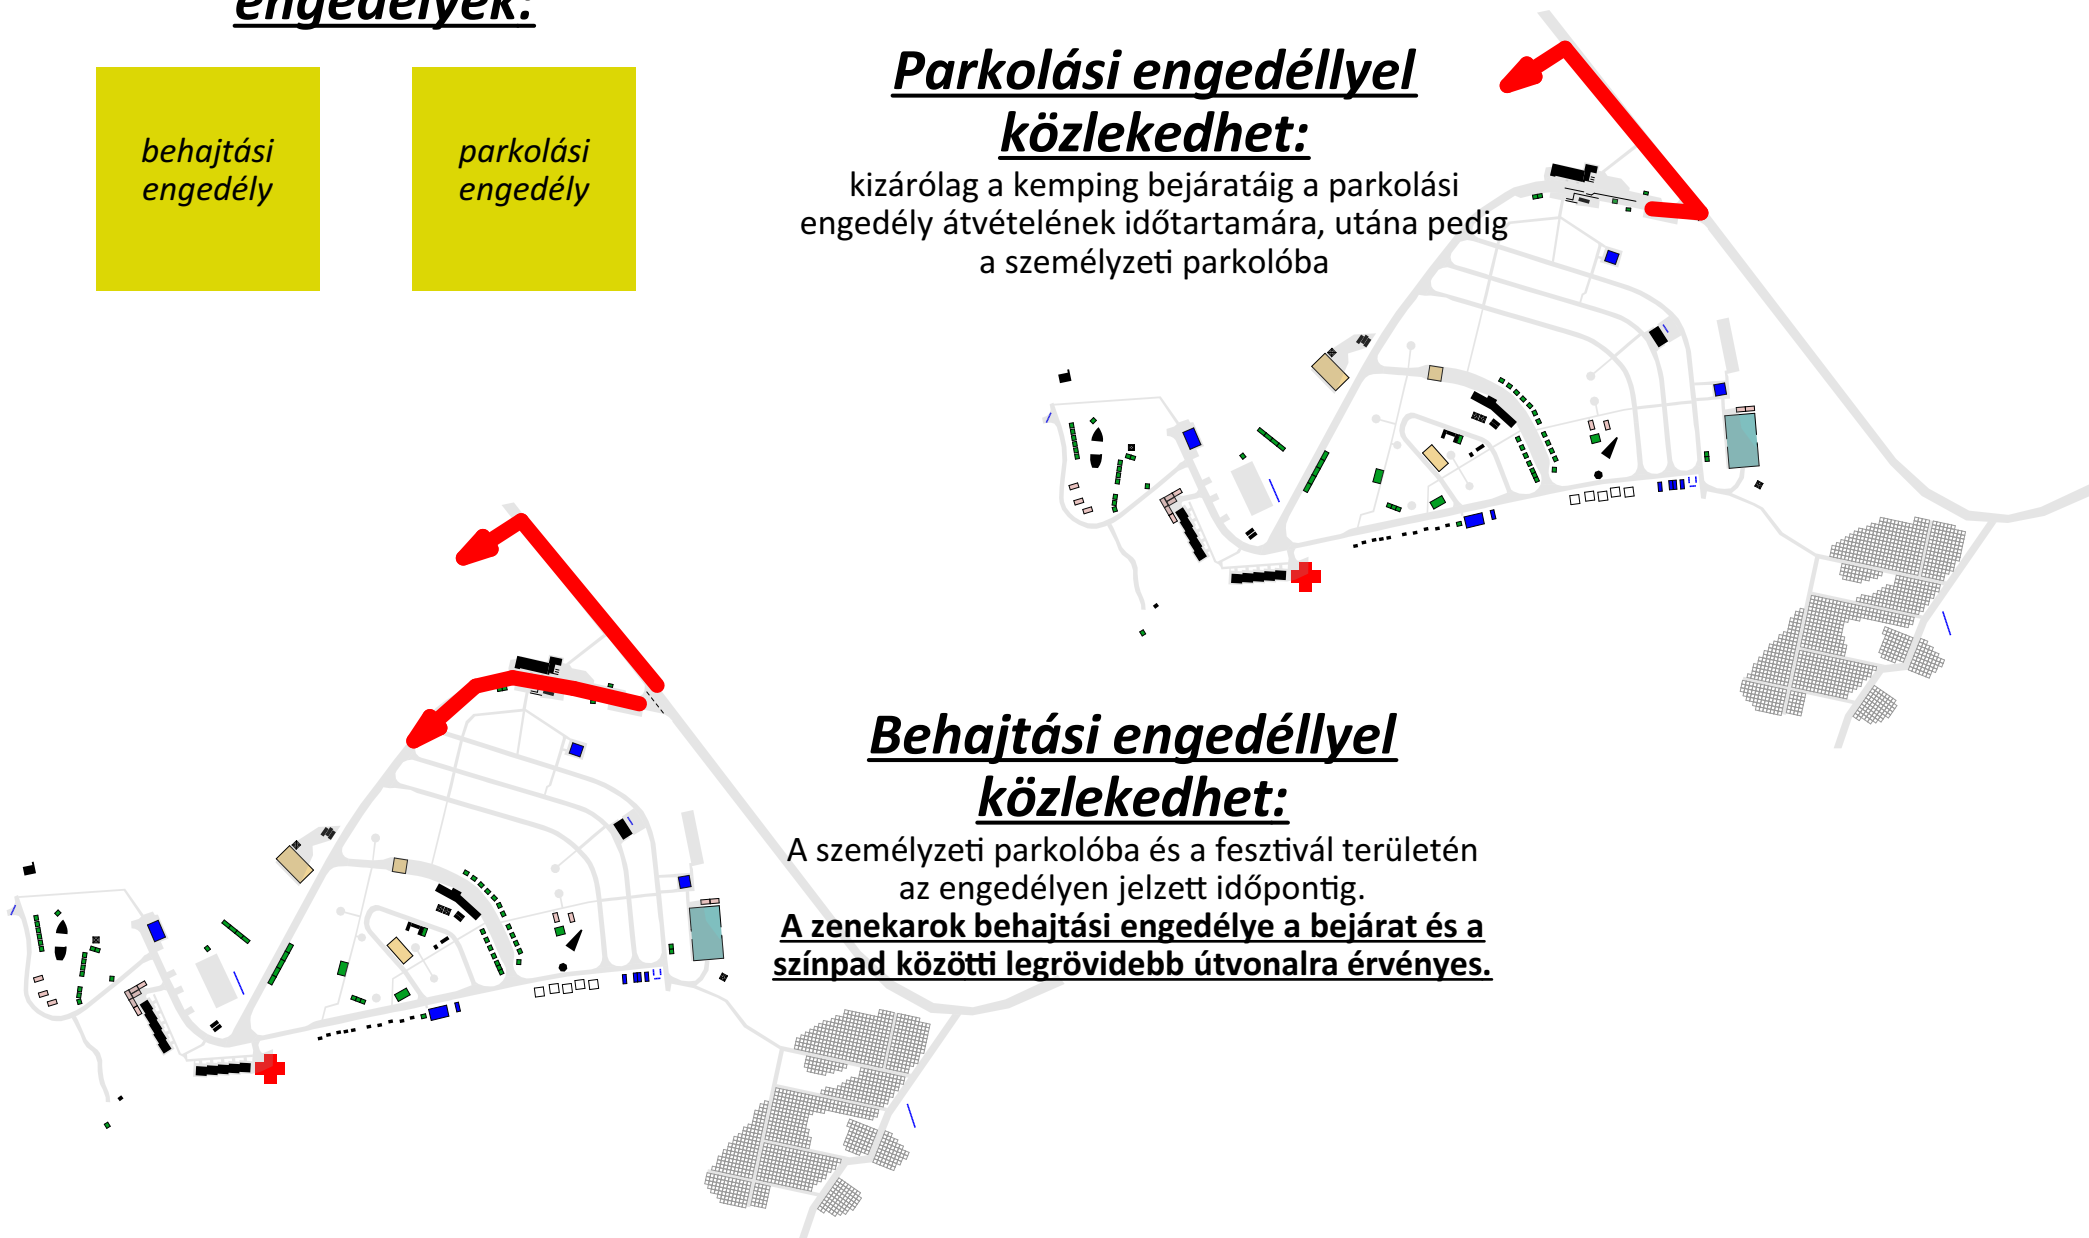 engedélyek:
behajtási
engedély
parkolási
engedély
Parkolási engedéllyel
közlekedhet:
kizárólag a kemping bejáratáig a parkolási
engedély átvételének időtartamára, utána pedig
a személyzeti parkolóba
Behajtási engedéllyel
közlekedhet:
A személyzeti parkolóba és a fesztivál területén
az engedélyen jelzett időpontig.
A zenekarok behajtási engedélye a bejárat és a
színpad közötti legrövidebb útvonalra érvényes.